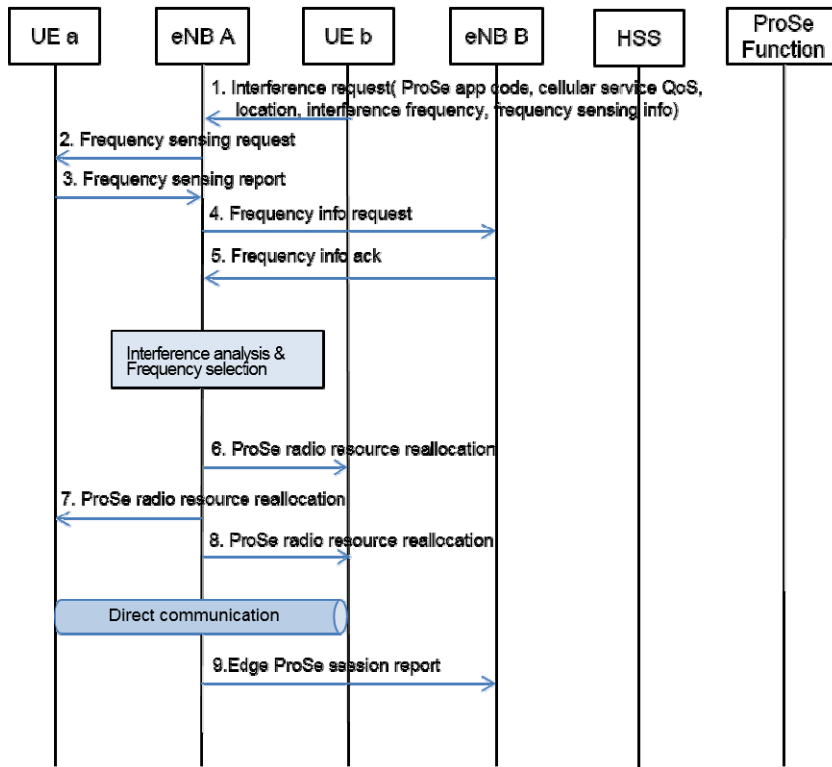 UE a
eNB A
UE b
eNB B
HSS
ProSe
Function
1. Interference request( ProSe app code, cellular service QoS,
location, interference frequency, frequency sensing info)
2. Frequency sensing request
3. Frequency sensing report
4. Frequency info request
5. Frequency info ack
Interference analysis &
Frequency selection
6. ProSe radio resource reallocation
7. ProSe radio resource reallocation
8. ProSe radio resource reallocation
Direct communication
9.Edge ProSe session report